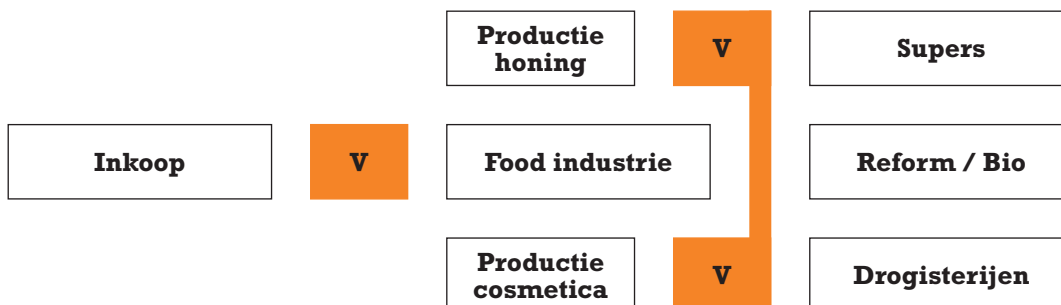 Productie
honing
V
Supers
Inkoop
V
Food industrie
Reform / Bio
Productie
cosmetica
V
Drogisterijen